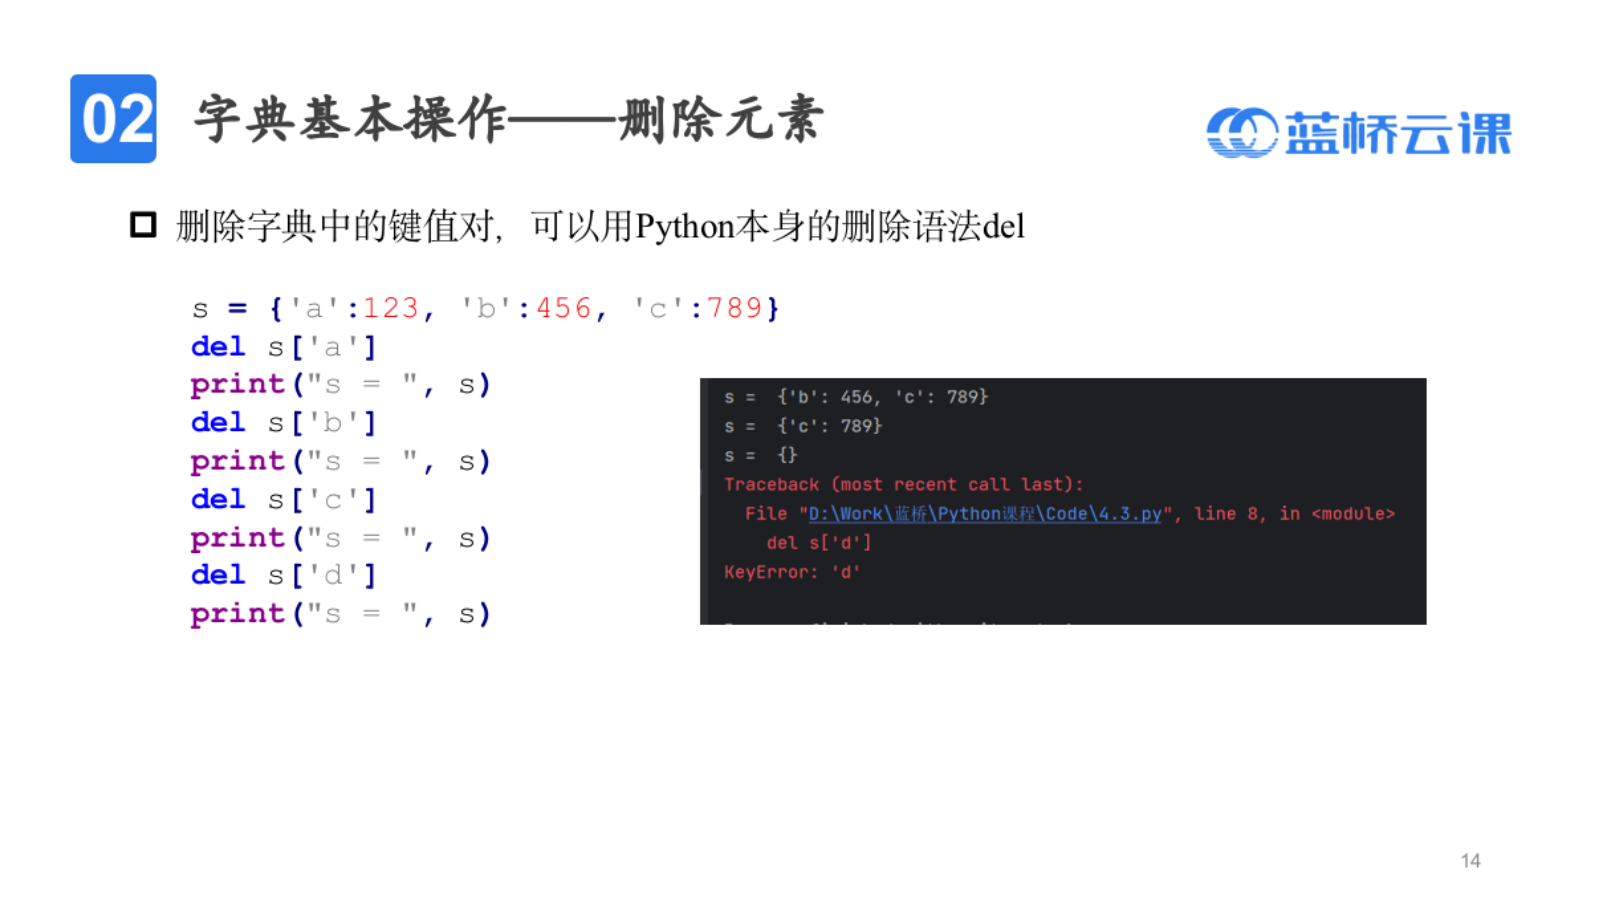 02 字典基本操作——删除元素
蓝桥云课
删除字典中的键值对，可以用Python本身的删除语法del
s = {'a':123, 'b':456, 'c':789}
del s['a']
print("s = ", s)
del s['b']
print("s = ", s)
del s['c']
print("s = ", s)
del s['d']
print("s = ", s)
s =  {'b': 456, 'c': 789}
s =  {'c': 789}
s =  {}
Traceback (most recent call last):
  File "D:\Work\蓝桥\Python课程\Code\4.3.py", line 8, in <module>
    del s['d']
KeyError: 'd'
14